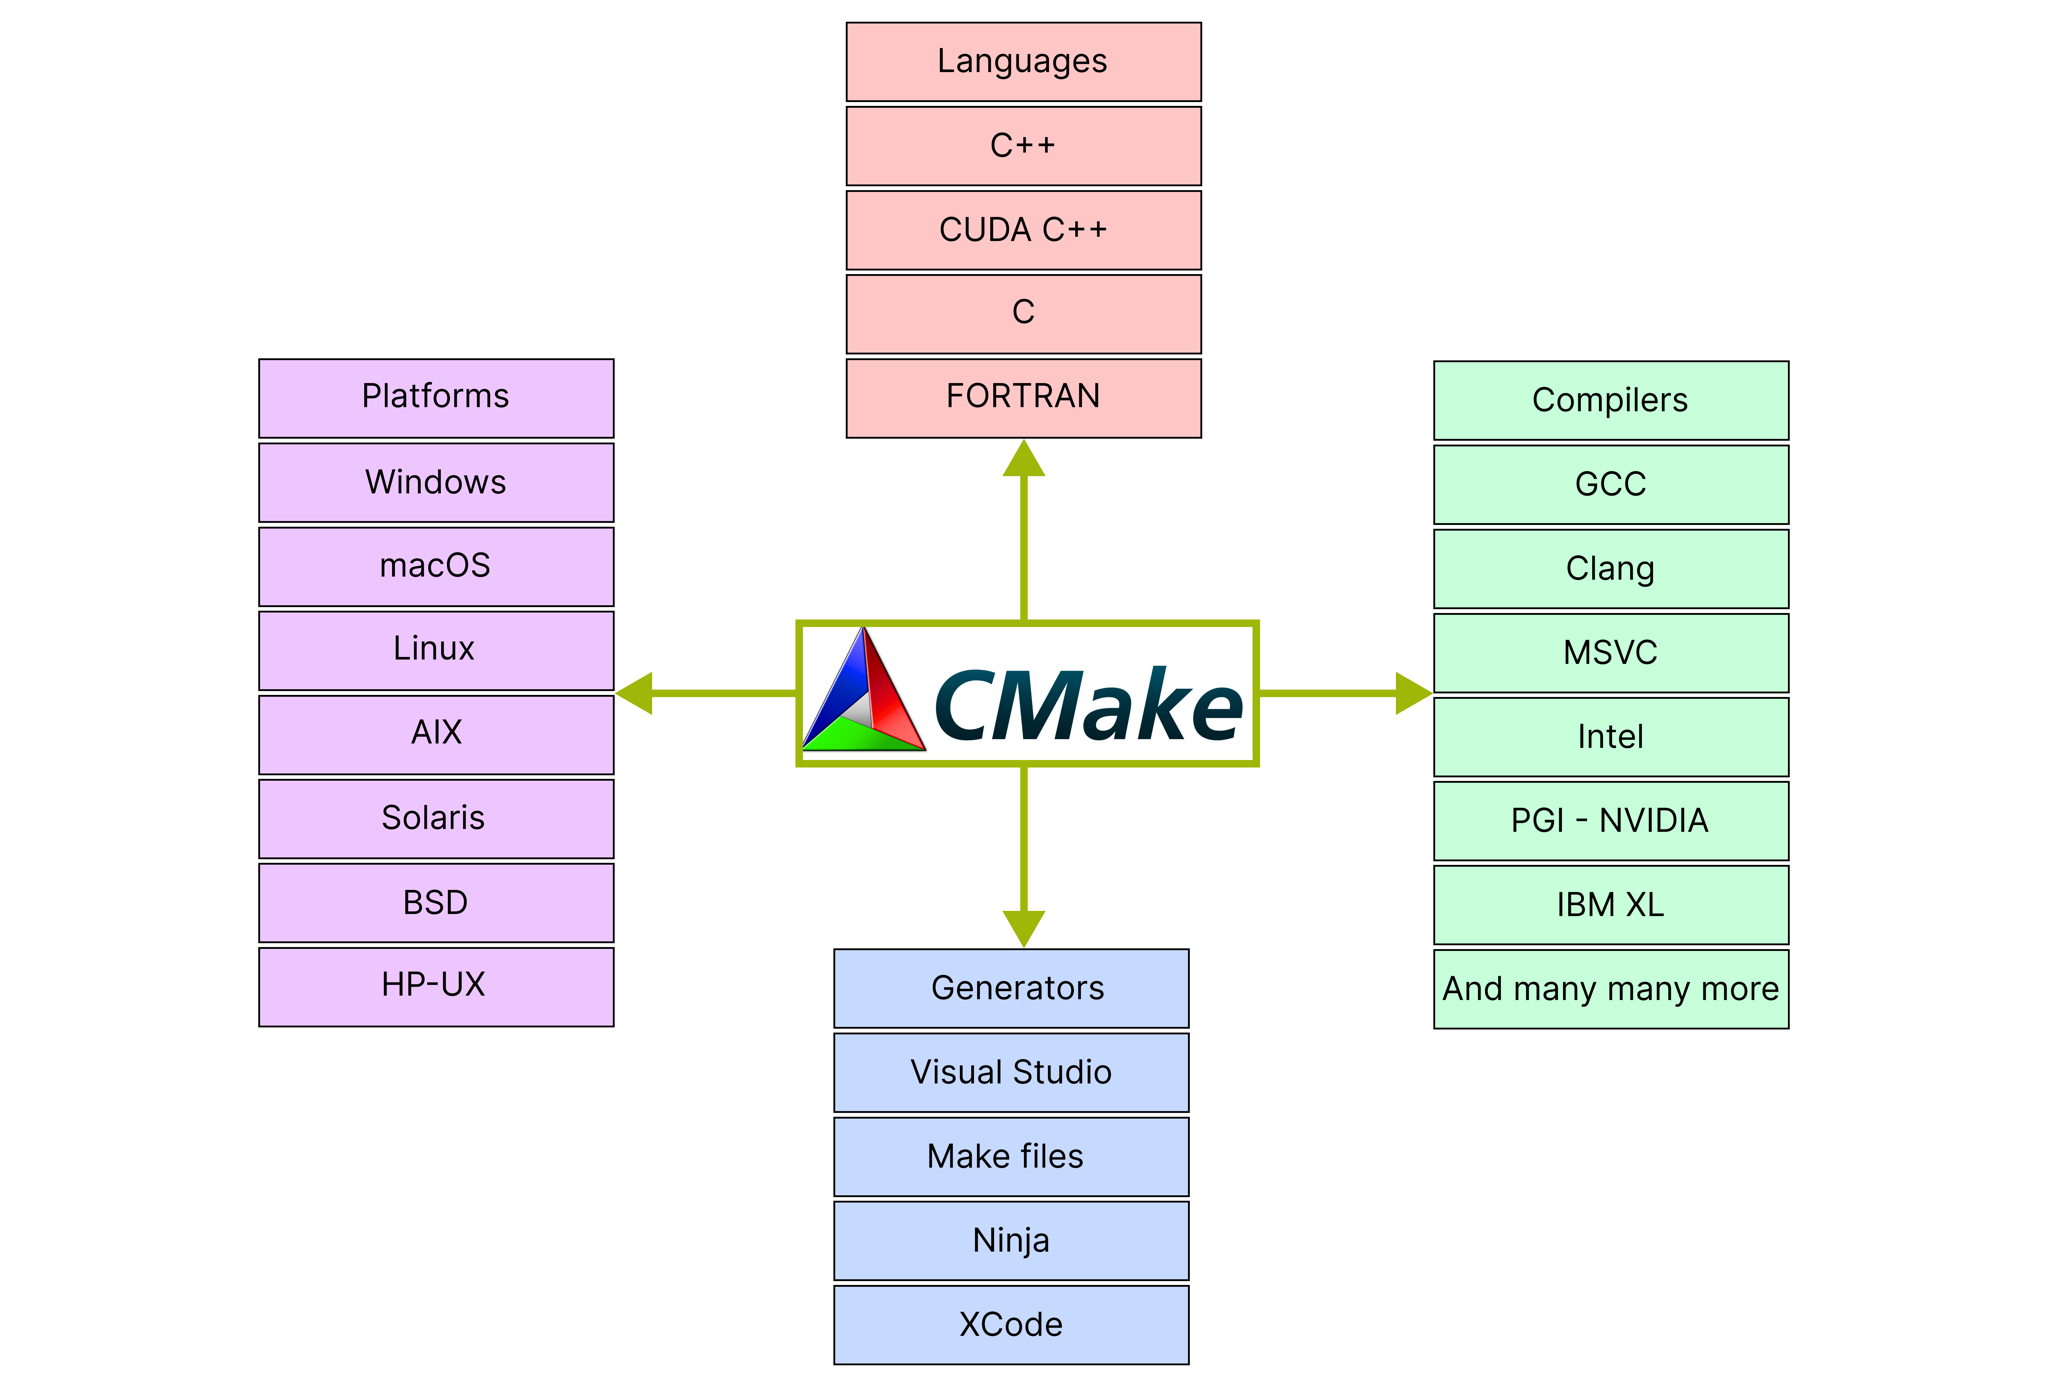 Languages
C++
CUDA C++
C
FORTRAN
Platforms
Windows
macOS
Linux
AIX
Solaris
BSD
HP-UX
CMake
Compilers
GCC
Clang
MSVC
Intel
PGI - NVIDIA
IBM XL
And many many more
Generators
Visual Studio
Make files
Ninja
XCode